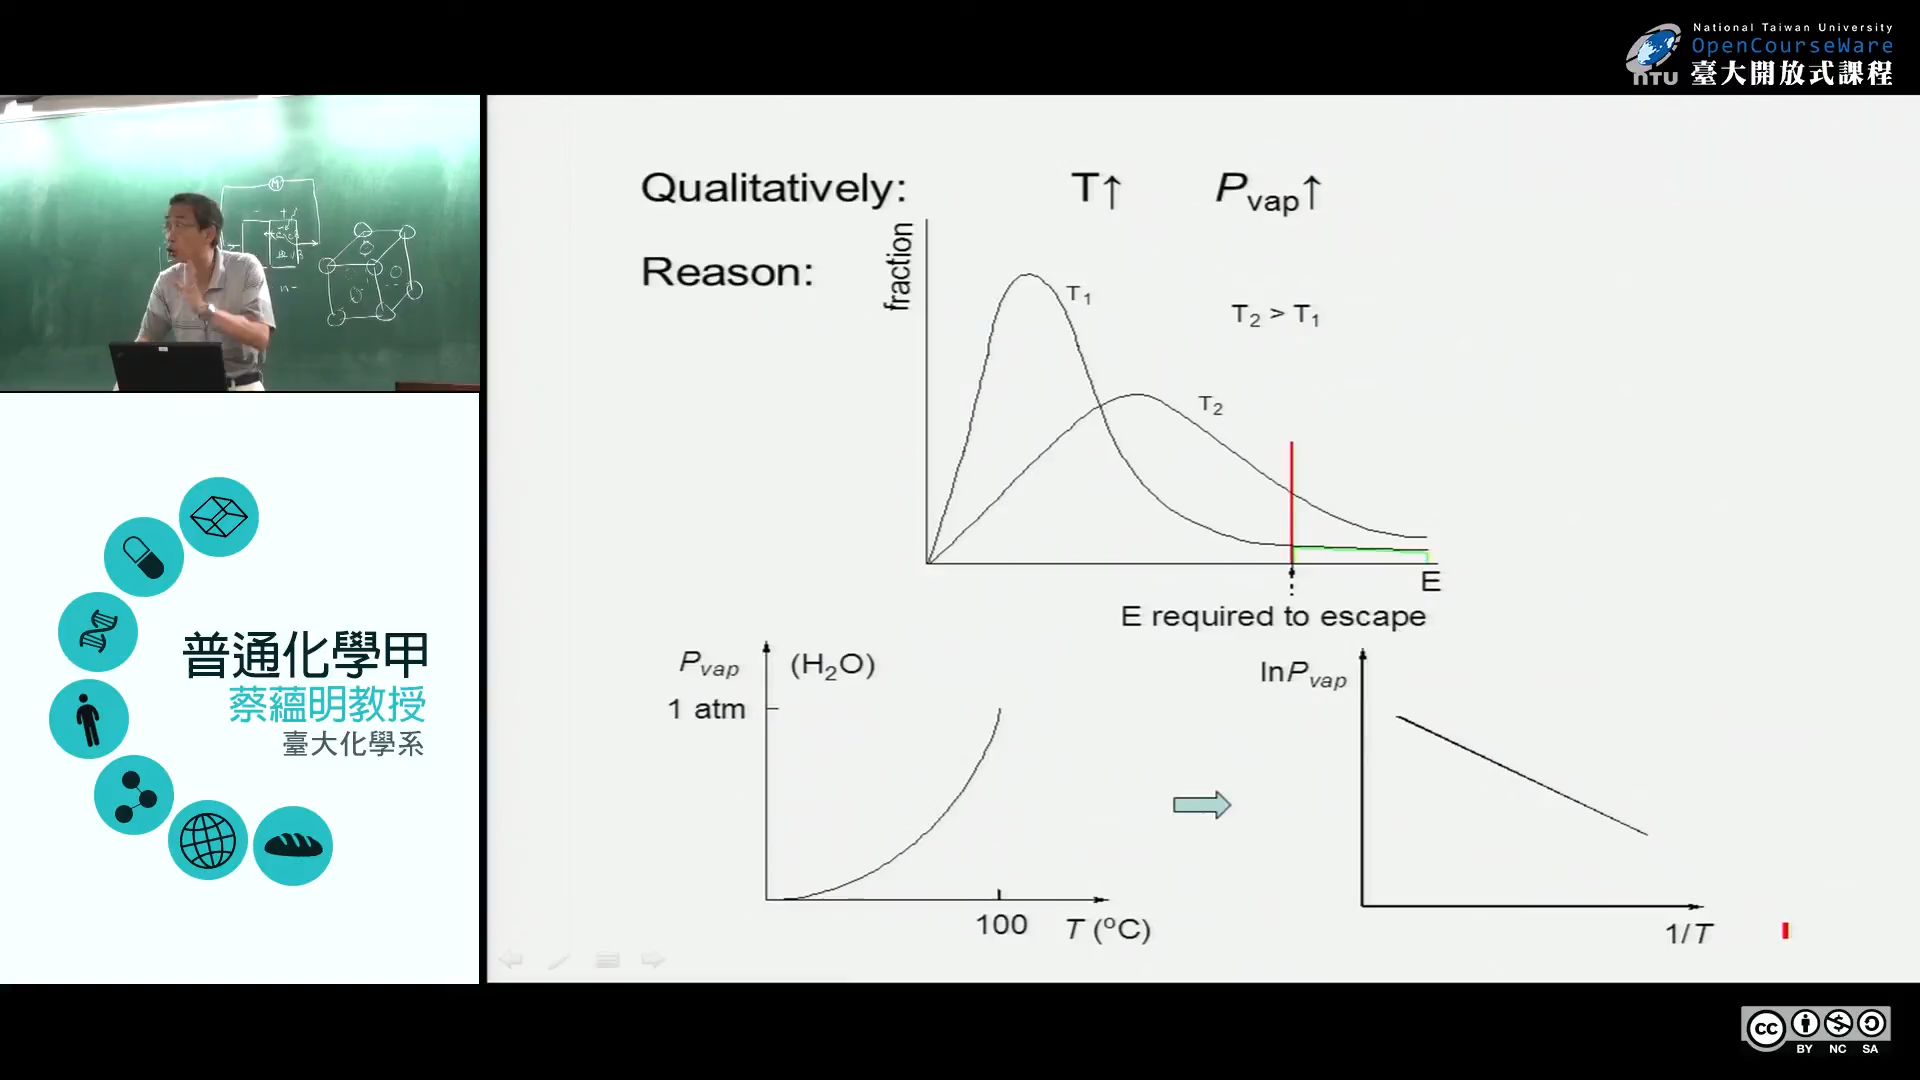 National Taiwan University
OpenCourseWare
臺大開放式課程
NTU
Qualitatively: T↑ Pvap↑
Reason:
fraction
T1
T2 > T1
T2
E
E required to escape
Pvap (H2O)
1 atm
100 T (°C)
lnPvap
1/T
普通化學甲
蔡蘊明教授
臺大化學系
cc
BY NC SA